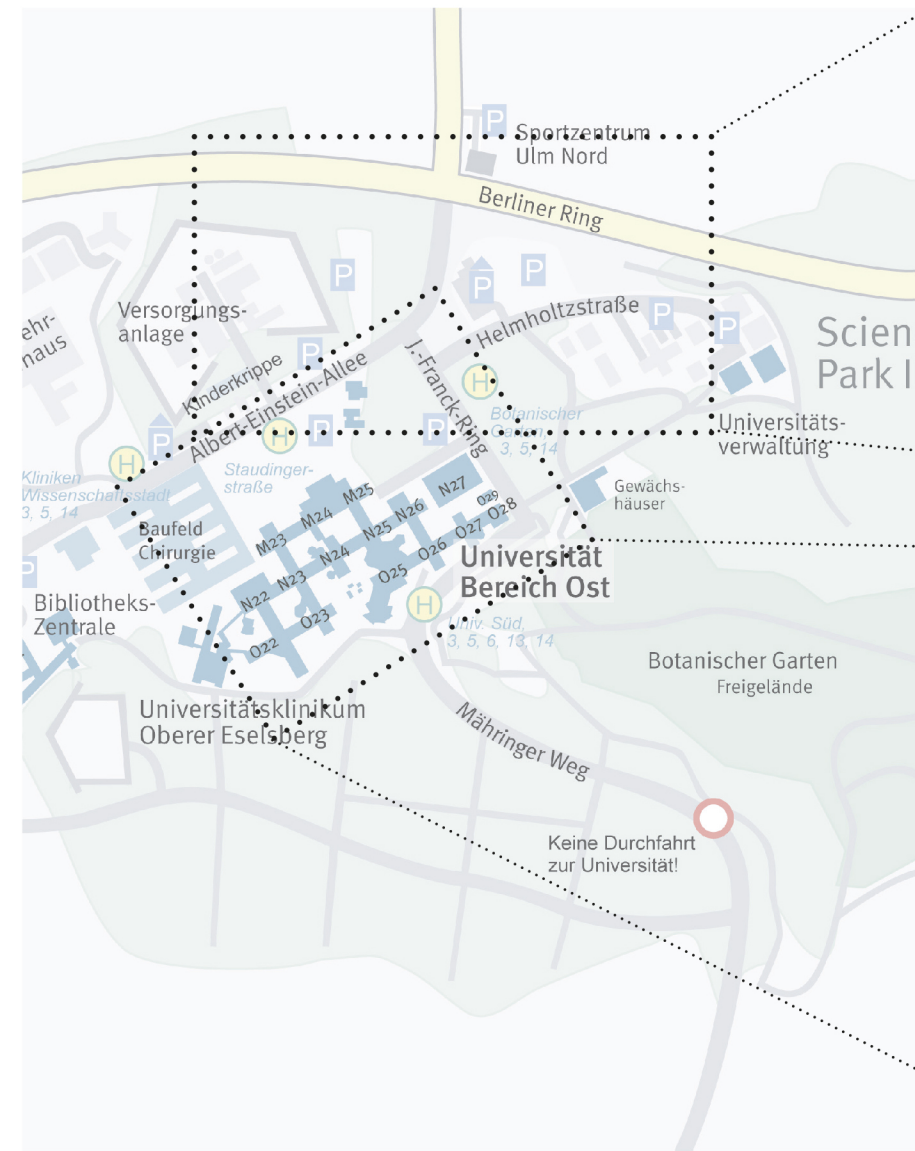 P
Sportzentrum
Ulm Nord
Berliner Ring
P
P
P
Versorgungs-
anlage
ehr-
haus
Helmholtzstraße
P
P
Scien
Park I
J.-Franck-Ring
P
Kinderkrippe
Albert-Einstein-Allee
H
Botanischer
Garten,
3, 5, 14
Universitäts-
verwaltung
P
H
P
P
H
Staudinger-
straße
Kliniken
Wissenschaftsstadt
3, 5, 14
Gewächs-
häuser
M23
M24
M25
N27
O29
O28
N22
N23
N24
N25
N26
O25
O26
O27
O22
O23
Baufeld
Chirurgie
Universität
Bereich Ost
P
Bibliotheks-
Zentrale
H
Univ. Süd,
3, 5, 6, 13, 14
Botanischer Garten
Freigelände
Universitätsklinikum
Oberer Eselsberg
Mähringer Weg
Keine Durchfahrt
zur Universität!